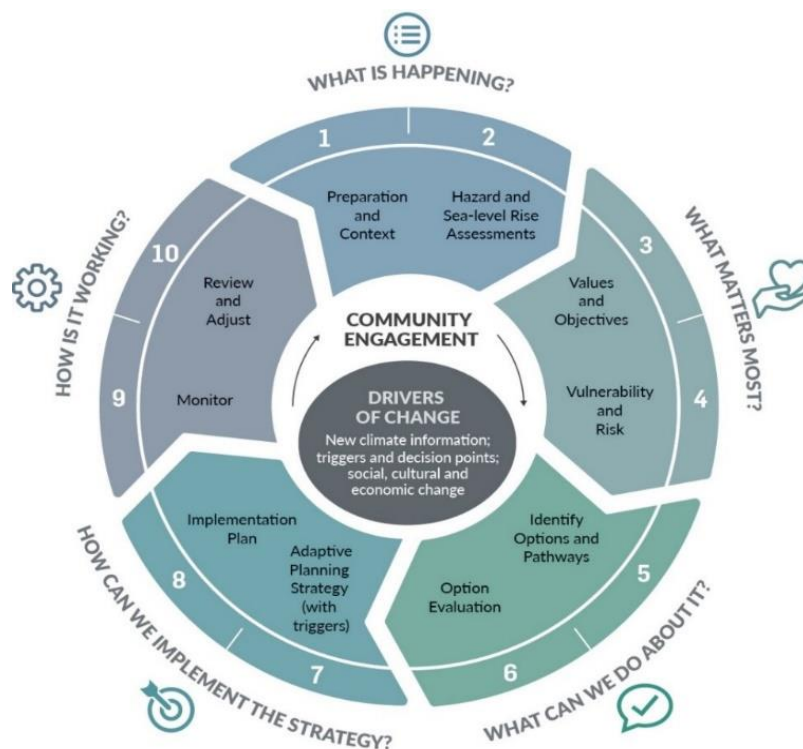 WHAT IS HAPPENING?
1
2
Preparation
and
Context
Hazard and
Sea-level Rise
Assessments
WHAT MATTERS MOST?
3
4
Values
and
Objectives
Vulnerability
and
Risk
WHAT CAN WE DO ABOUT IT?
5
6
Identify
Options and
Pathways
Option
Evaluation
HOW CAN WE IMPLEMENT THE STRATEGY?
7
8
Adaptive
Planning
Strategy
(with
triggers)
Implementation
Plan
HOW IS IT WORKING?
9
10
Monitor
Review
and
Adjust
COMMUNITY
ENGAGEMENT
DRIVERS
OF CHANGE
New climate information;
triggers and decision points;
social, cultural and
economic change